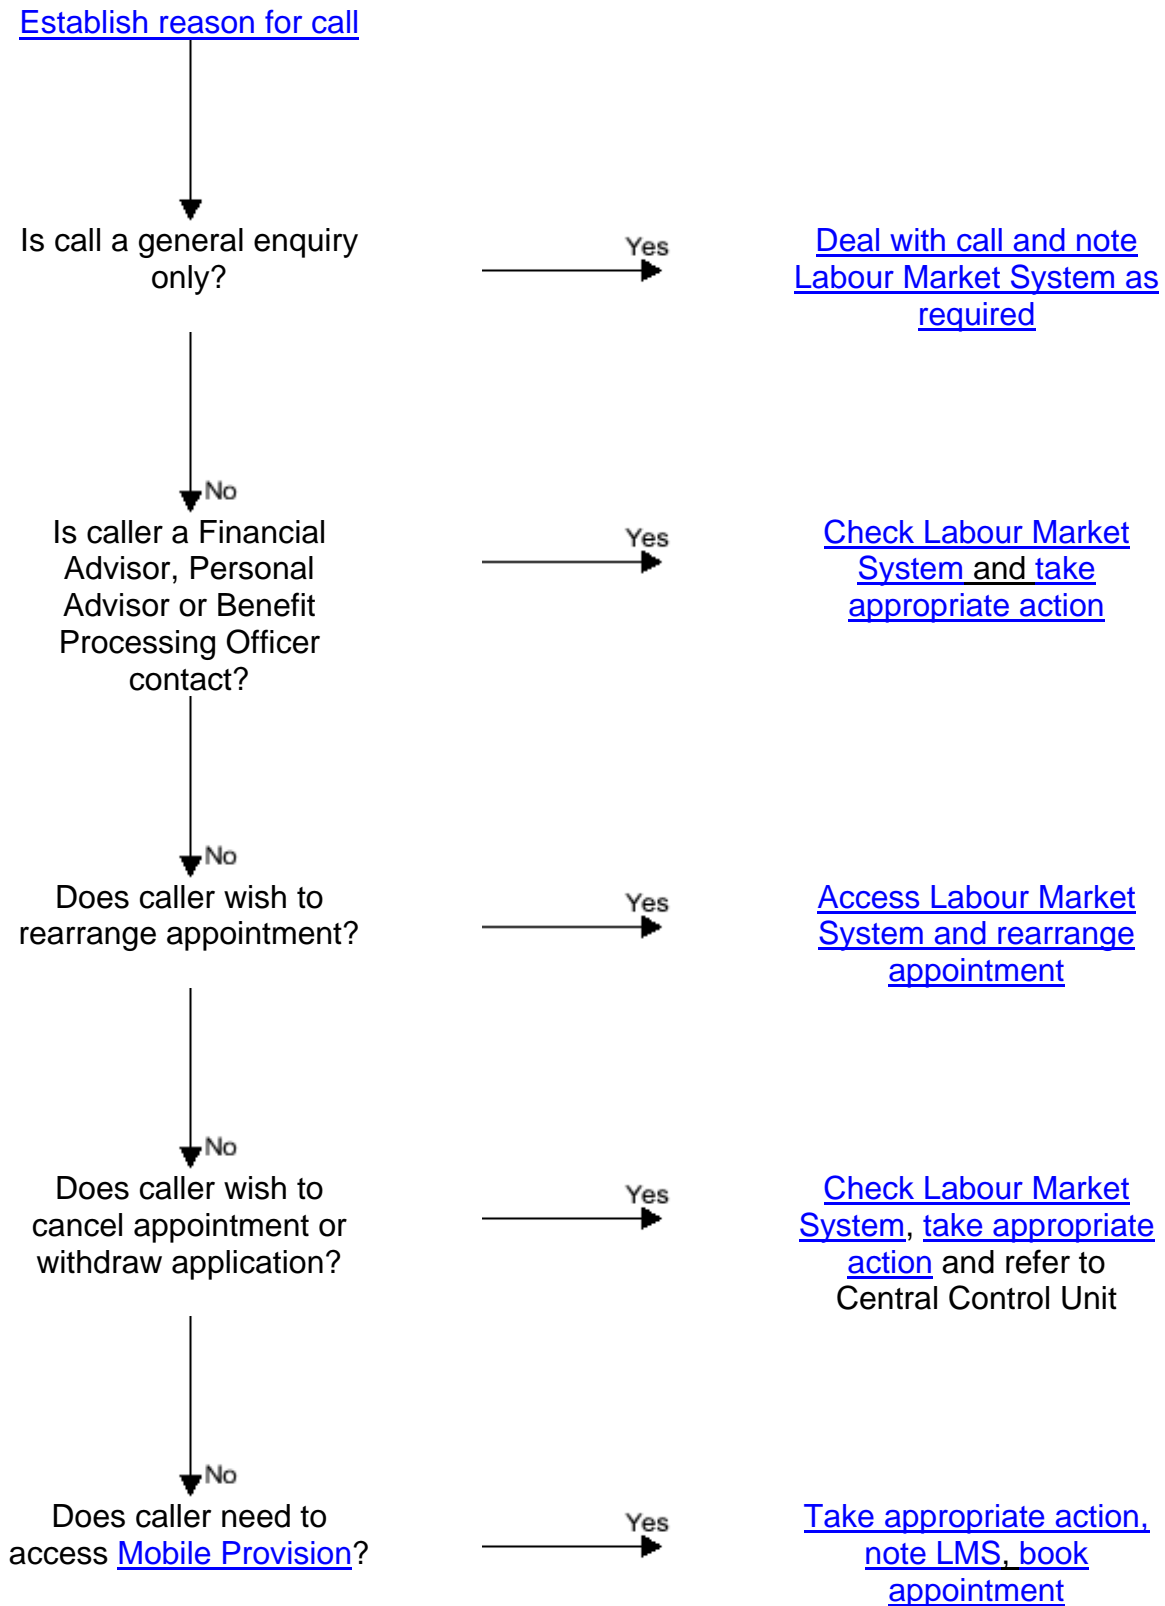 Establish reason for call
Is call a general enquiry
only?
Yes
Deal with call and note
Labour Market System as
required
No
Is caller a Financial
Advisor, Personal
Advisor or Benefit
Processing Officer
contact?
Yes
Check Labour Market
System and take
appropriate action
No
Does caller wish to
rearrange appointment?
Yes
Access Labour Market
System and rearrange
appointment
No
Does caller wish to
cancel appointment or
withdraw application?
Yes
Check Labour Market
System, take appropriate
action and refer to
Central Control Unit
No
Does caller need to
access Mobile Provision?
Yes
Take appropriate action,
note LMS, book
appointment